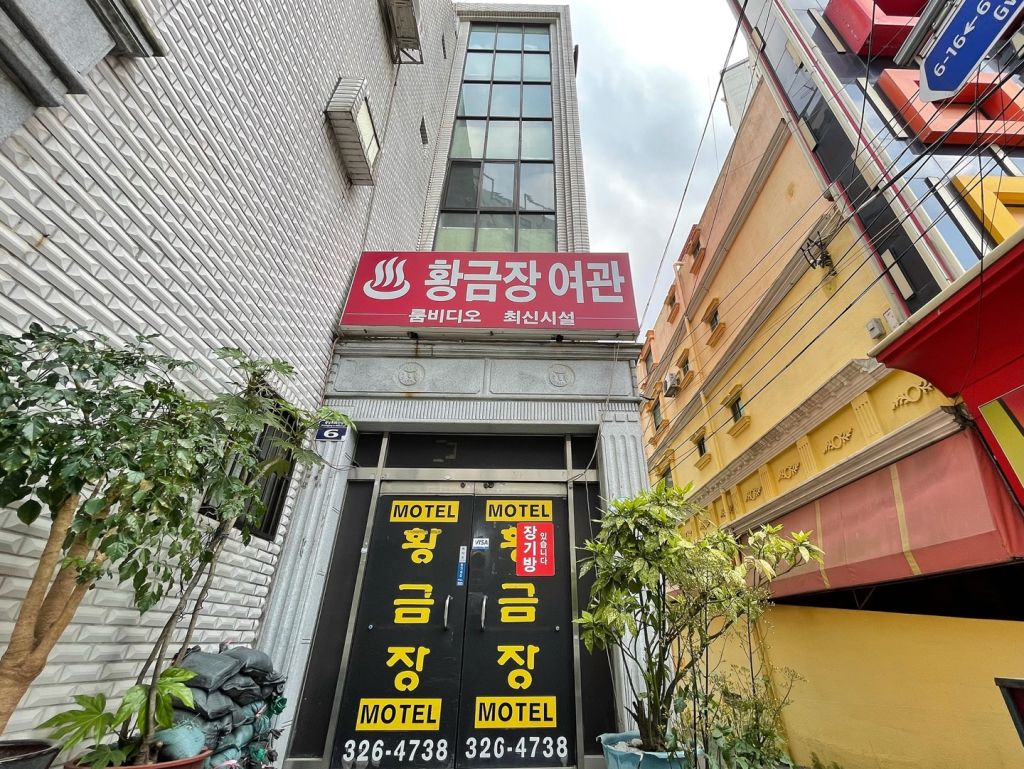 6-16←6
황금장 여관
룸비디오 최신시설
6
MOTEL
황
금
장
MOTEL
326-4738
MOTEL
VISA
장기방
있습니다
황
금
장
MOTEL
326-4738